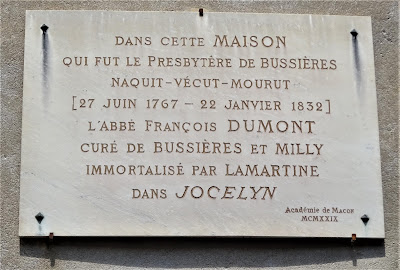 DANS CETTE MAISON
QUI FUT LE PRESBYTÈRE DE BUSSIÈRES
NAQUIT-VÉCUT-MOURUT
[27 JUIN 1767 - 22 JANVIER 1832]
L'ABBÉ FRANÇOIS DUMONT
CURÉ DE BUSSIÈRES ET MILLY
IMMORTALISÉ PAR LAMARTINE
DANS JOCELYN
Académie de Macon
MCMXXIX